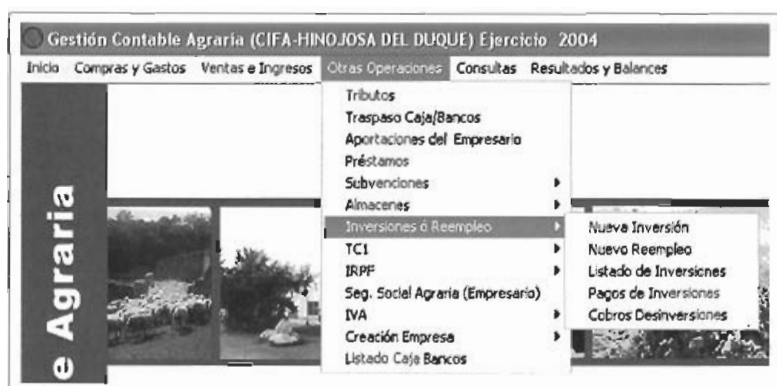 Gestión Contable Agraria (CIFA-HINOJOSA DEL DUQUE) Ejercicio 2004
Inicio Compras y Gastos Ventas e Ingresos Otras Operaciones Consultas Resultados y Balances
Tributos
Traspaso Caja/Bancos
Aportaciones del Empresario
Préstamos
Subvenciones
Almacenes
Inversiones ó Reempleo
TC1
IRPF
Seg. Social Agraria (Empresario)
IVA
Creación Empresa
Listado Caja Bancos
Nueva Inversión
Nuevo Reempleo
Listado de Inversiones
Pagos de Inversiones
Cobros Desinversiones
e Agraria